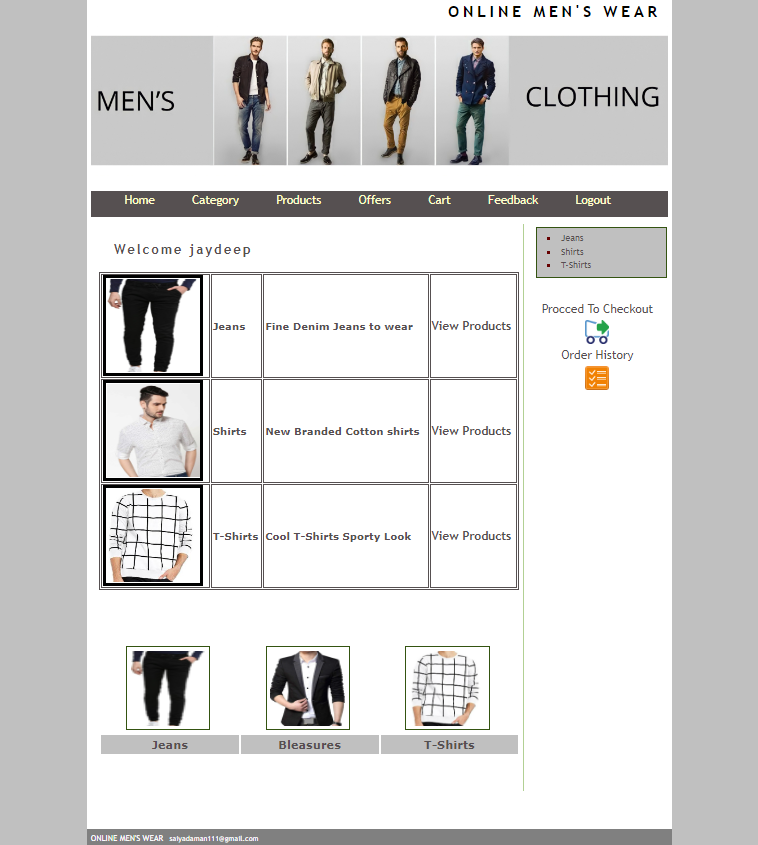 ONLINE MEN'S WEAR
MEN'S
CLOTHING
Home Category Products Offers Cart Feedback Logout
Welcome jaydeep
Jeans Fine Denim Jeans to wear View Products
Shirts New Branded Cotton shirts View Products
T-Shirts Cool T-Shirts Sporty Look View Products
Jeans Bleasures T-Shirts
Jeans
Shirts
T-Shirts
Procced To Checkout
Order History
ONLINE MEN'S WEAR saiyadaman111@gmail.com